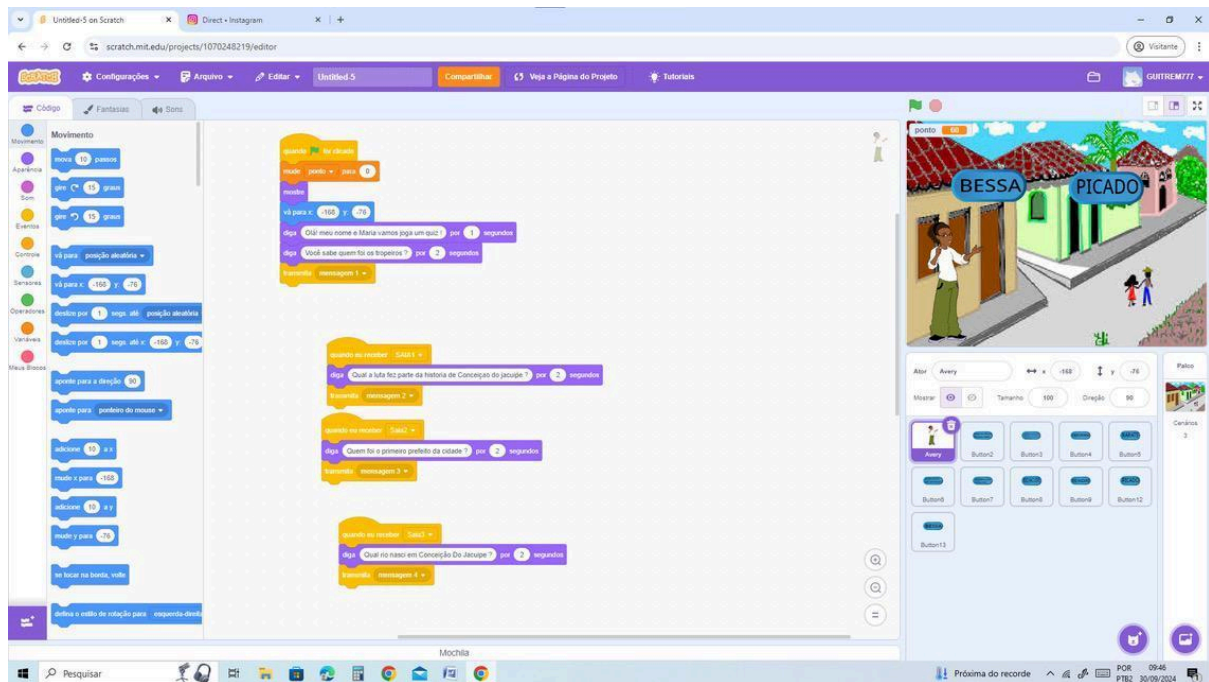 Untitled-5 on Scratch
Direct • Instagram
scratch.mit.edu/projects/1070248219/editor
Visitante
SCRATCH
Configurações
Arquivo
Editar
Untitled-5
Compartilhar
Veja a Página do Projeto
Tutoriais
GUITREM777
Código
Fantasias
Sons
Movimento
Aparência
Som
Eventos
Controle
Sensores
Operadores
Variáveis
Meus Blocos
Movimento
mova 10 passos
gire 15 graus
gire 15 graus
vá para posição aleatória
vá para x: -168 y: -76
deslize por 1 segs. até posição aleatória
deslize por 1 segs. até x: -168 y: -76
aponte para a direção 90
aponte para ponteiro do mouse
adicione 10 a x
mude x para -168
adicione 10 a y
mude y para -76
se tocar na borda, volte
defina o estilo de rotação para esquerda-direita
quando for clicado
mude ponto para 0
mostre
vá para x: -168 y: -76
diga Olá! meu nome e Maria vamos joga um quiz ! por 1 segundos
diga Você sabe quem foi os tropeiros ? por 2 segundos
transmita mensagem 1
quando eu receber SAIA1
diga Qual a luta fez parte da historia de Conceiçao do jacuipe ? por 2 segundos
transmita mensagem 2
quando eu receber Saia2
diga Quem foi o primeiro prefeito da cidade ? por 2 segundos
transmita mensagem 3
quando eu receber Saia3
diga Qual rio nasci em Conceição Do Jacuipe ? por 2 segundos
transmita mensagem 4
Mochila
ponto 60
BESSA
PICADO
Ator Avery x -168 y -76
Mostrar Tamanho 100 Direção 90
Palco
Cenários
3
Avery
Button2
Button3
Button4
Button5
Button6
Button7
Button8
Button9
Button12
Button13
Pesquisar
Próxima do recorde
POR
PTB2
09:46
30/09/2024